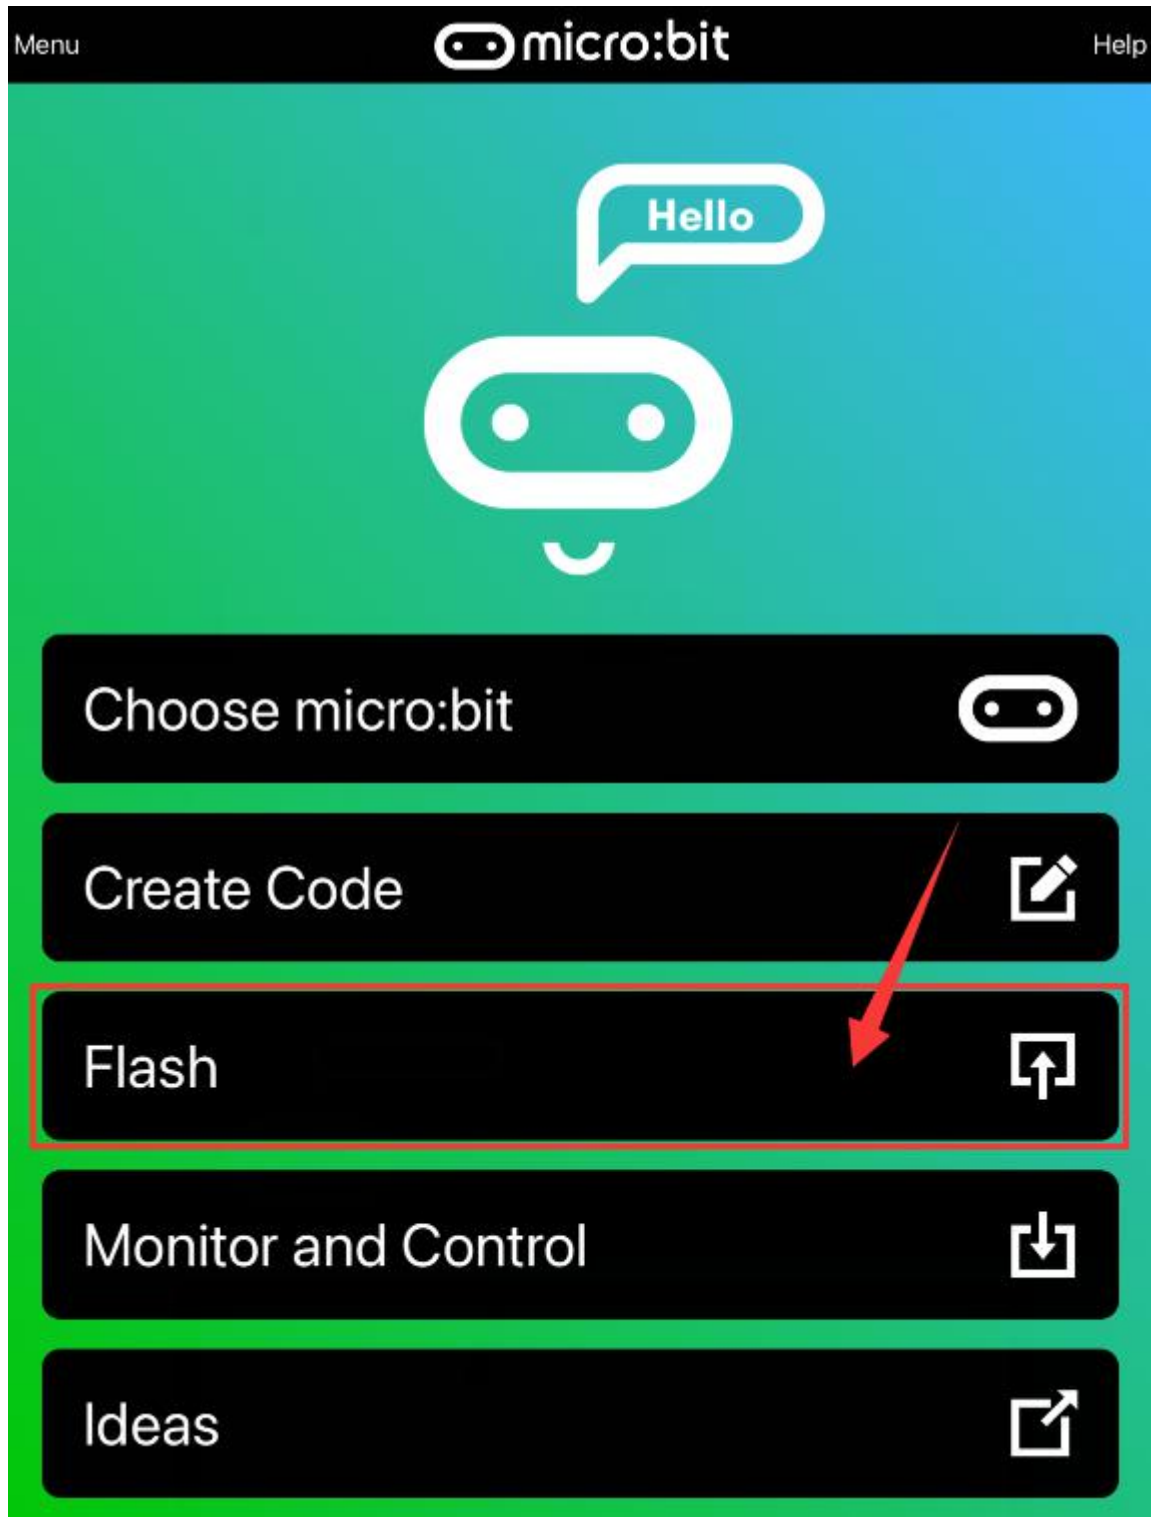 Menu
micro:bit
Help
Hello
Choose micro:bit
Create Code
Flash
Monitor and Control
Ideas